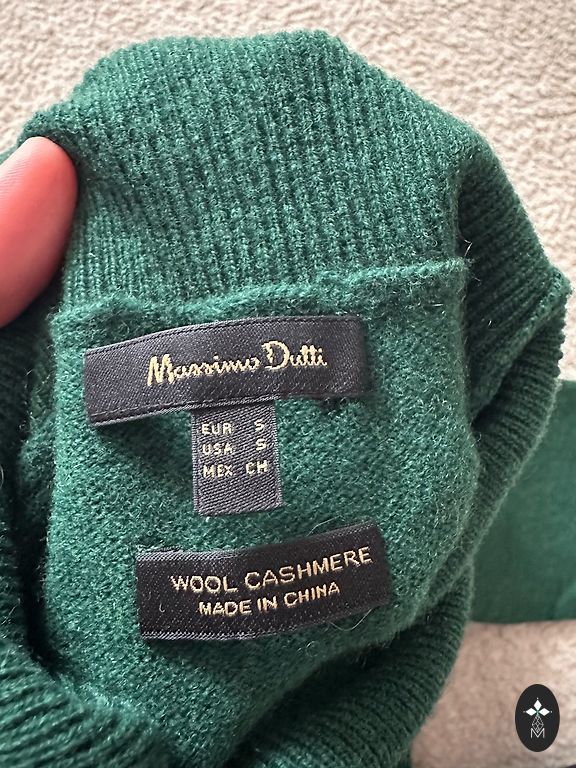 Massimo Dutti
EUR S
USA S
MEX CH
WOOL CASHMERE
MADE IN CHINA
M